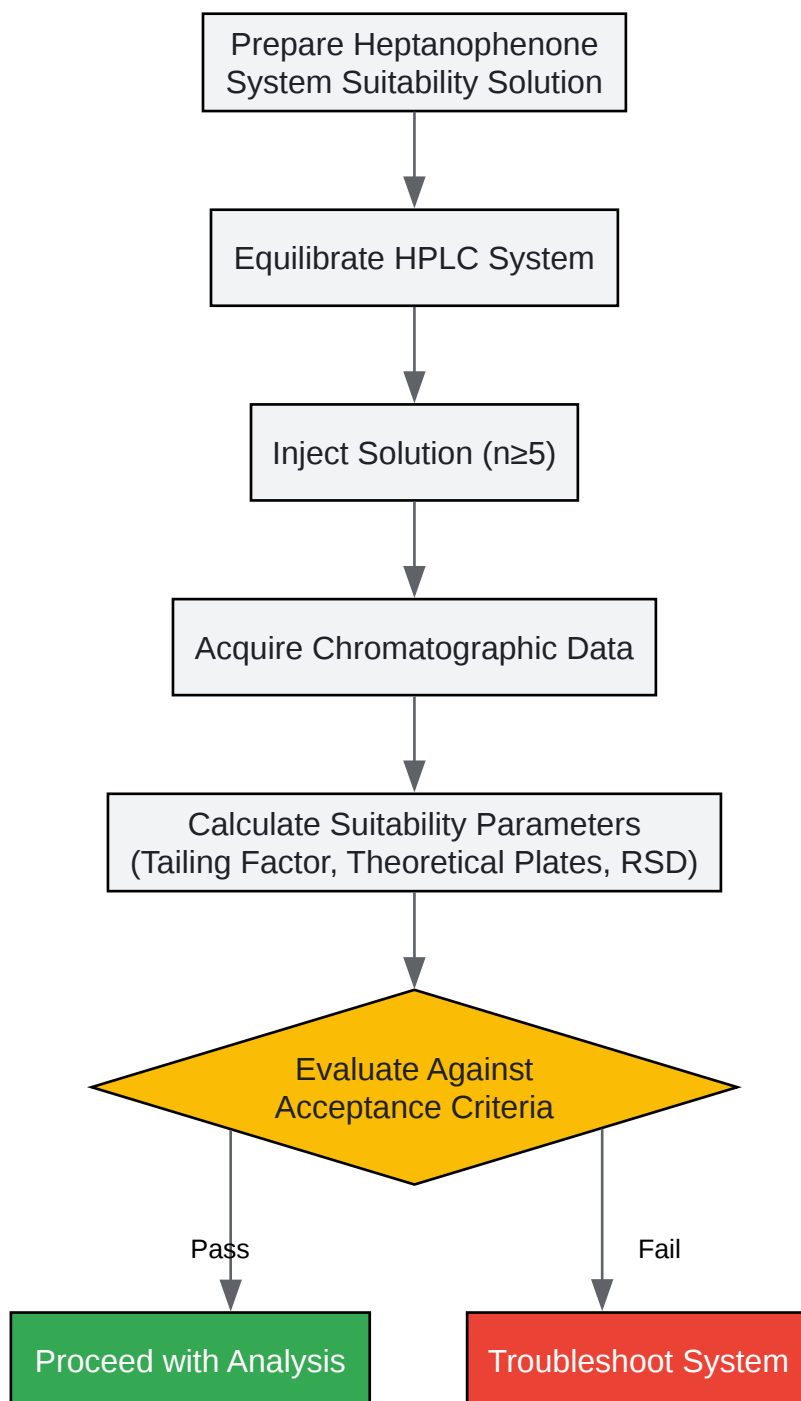 Prepare Heptanophenone
System Suitability Solution
Equilibrate HPLC System
Inject Solution (n≥5)
Acquire Chromatographic Data
Calculate Suitability Parameters
(Tailing Factor, Theoretical Plates, RSD)
Evaluate Against
Acceptance Criteria
Pass
Fail
Proceed with Analysis
Troubleshoot System